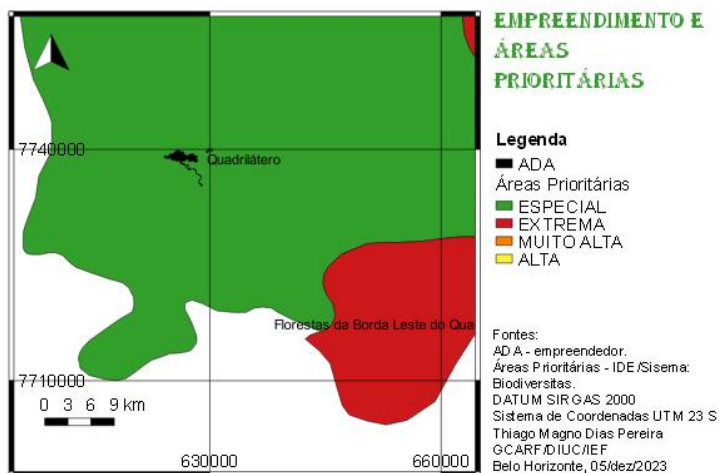 EMPREENDIMENTO E
ÁREAS
PRIORITÁRIAS
7740000
Quadrilátero
Legenda
ADA
Áreas Prioritárias
ESPECIAL
EXTREMA
MUITO ALTA
ALTA
Florestas da Borda Leste do Qua
7710000
0 3 6 9 km
630000
660000
Fontes:
ADA - empreendedor.
Áreas Prioritárias - IDE/Sisema:
Biodiversitas.
DATUM SIRGAS 2000
Sistema de Coordenadas UTM 23 S
Thiago Magno Dias Pereira
GCARF/DIUC/IEF
Belo Horizonte, 05/dez/2023